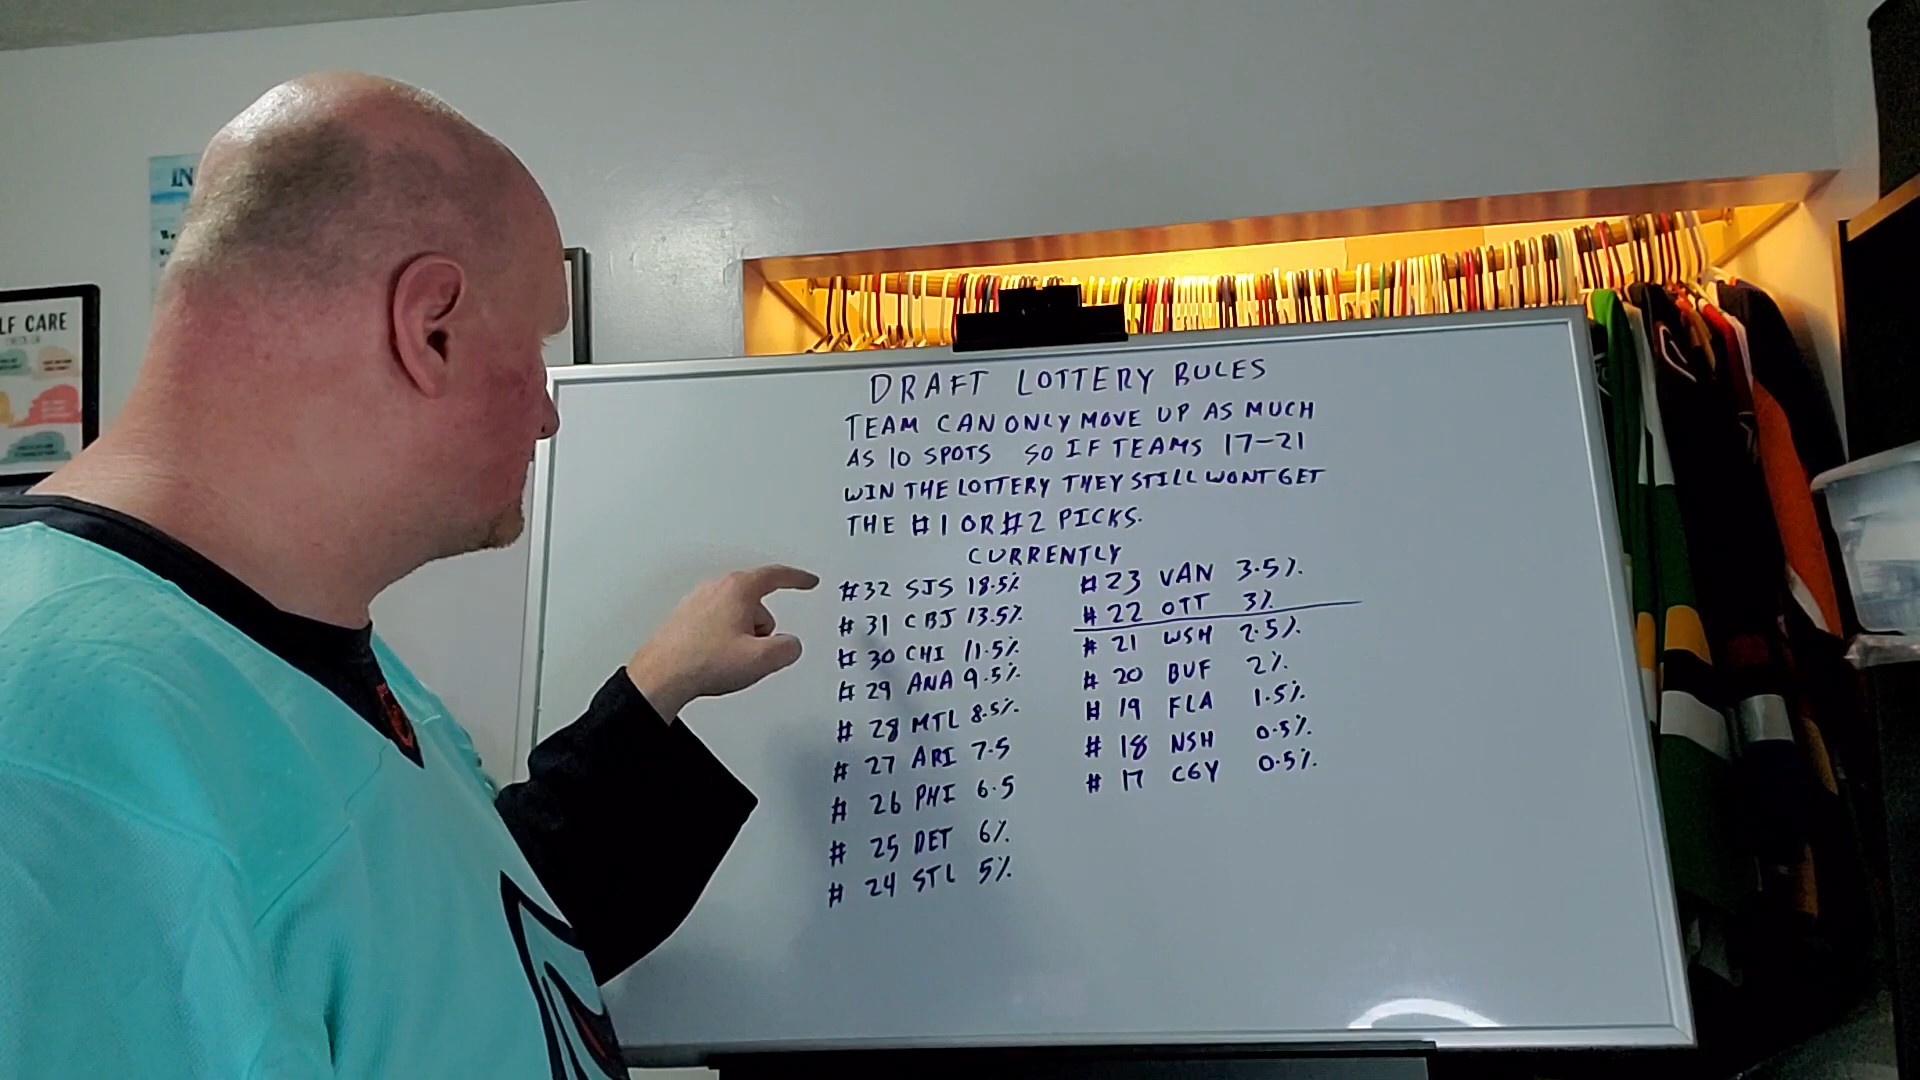 IN
LF CARE
DRAFT LOTTERY RULES
TEAM CAN ONLY MOVE UP AS MUCH
AS 10 SPOTS SO IF TEAMS 17-21
WIN THE LOTTERY THEY STILL WONT GET
THE #1 OR #2 PICKS.
CURRENTLY
#32 SJS 18.5%
#31 CBJ 13.5%
#30 CHI 11.5%
#29 ANA 9.5%
#28 MTL 8.5%
#27 ARI 7.5
#26 PHI 6.5
#25 DET 6%
#24 STL 5%
#23 VAN 3.5%
#22 OTT 3%
#21 WSH 2.5%
#20 BUF 2%
#19 FLA 1.5%
#18 NSH 0.5%
#17 CGY 0.5%